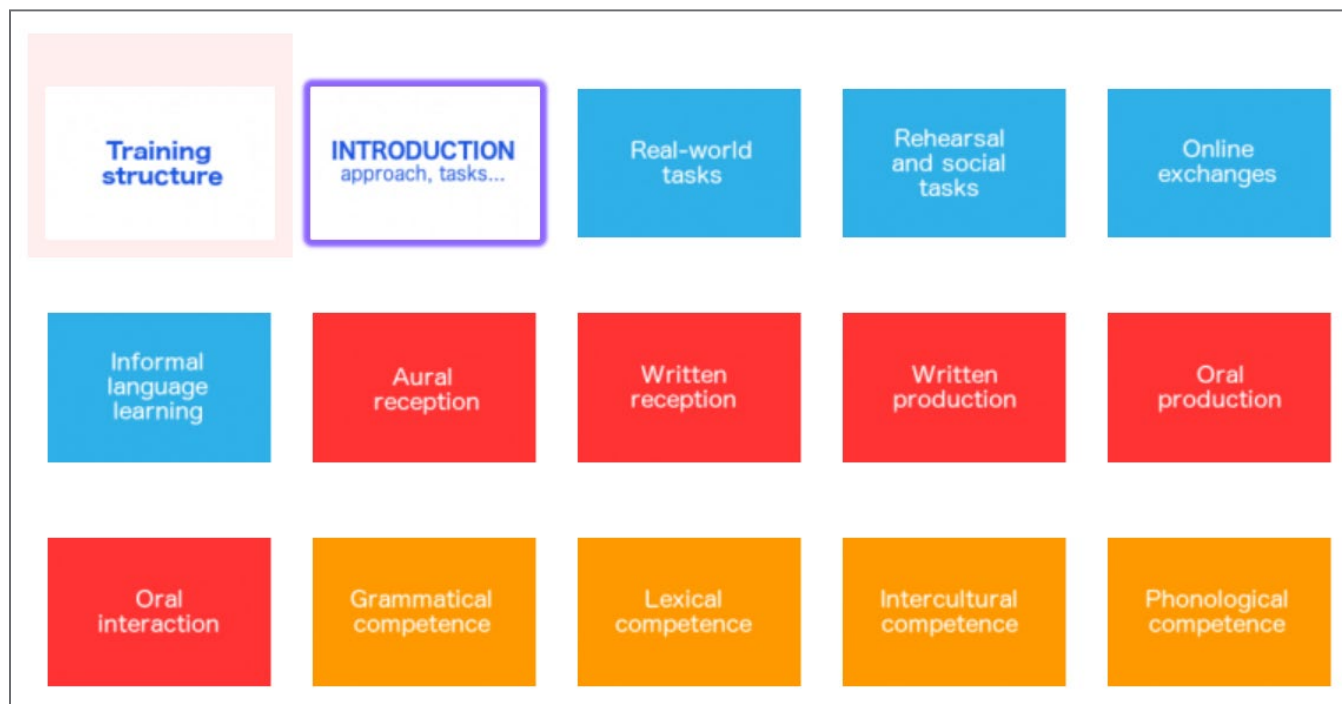 Training
structure
INTRODUCTION
approach, tasks...
Real-world
tasks
Rehearsal
and social
tasks
Online
exchanges
Informal
language
learning
Aural
reception
Written
reception
Written
production
Oral
production
Oral
interaction
Grammatical
competence
Lexical
competence
Intercultural
competence
Phonological
competence